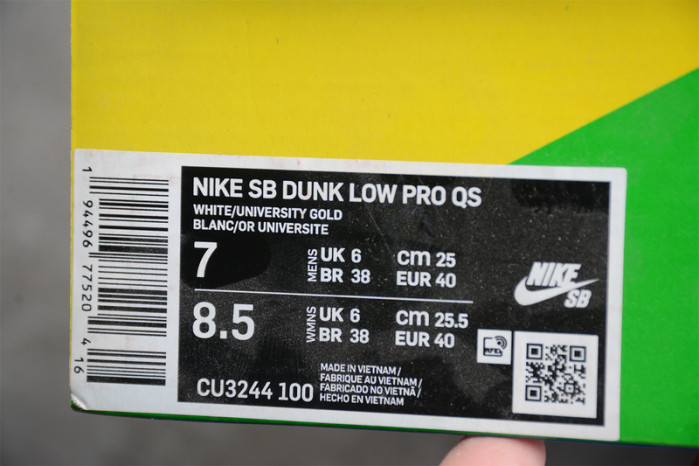 NIKE SB DUNK LOW PRO QS
WHITE/UNIVERSITY GOLD
BLANC/OR UNIVERSITE
7
MENS
UK 6
cm 25
BR 38
EUR 40
8.5
WMNS
UK 6
cm 25.5
BR 38
EUR 40
CU3244 100
MADE IN VIETNAM/
FABRIQUE AU VIETNAM/
FABRICADO NO VIETNÃ/
HECHO EN VIETNAM
NIKE
SB
RFID
1 94496 77520 4 16